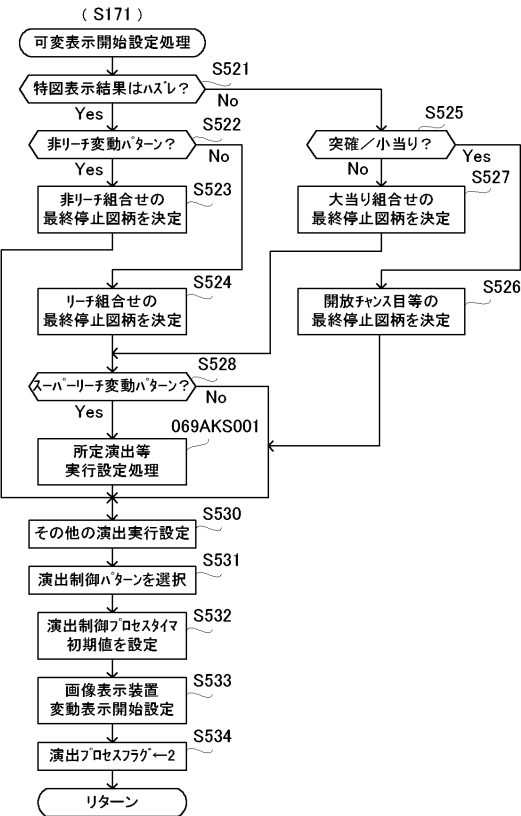 (S171)
可変表示開始設定処理
S521
特図表示結果はハズレ?
Yes
No
S522
非リーチ変動パターン?
Yes
No
S525
突確/小当り?
No
Yes
S523
非リーチ組合せの
最終停止図柄を決定
S527
大当り組合せの
最終停止図柄を決定
S524
リーチ組合せの
最終停止図柄を決定
S526
開放チャンス目等の
最終停止図柄を決定
S528
スーパーリーチ変動パターン?
Yes
No
069AKS001
所定演出等
実行設定処理
S530
その他の演出実行設定
S531
演出制御パターンを選択
S532
演出制御プロセスタイマ
初期値を設定
S533
画像表示装置
変動表示開始設定
S534
演出プロセスフラグ←2
リターン